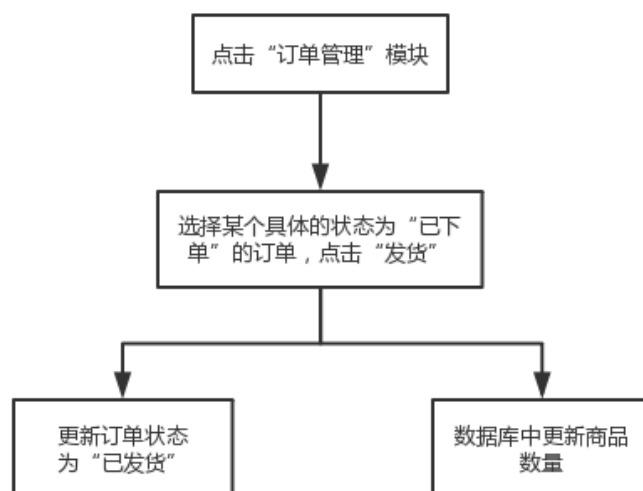 点击“订单管理”模块
选择某个具体的状态为“已下
单”的订单，点击“发货”
更新订单状态
为“已发货”
数据库中更新商品
数量